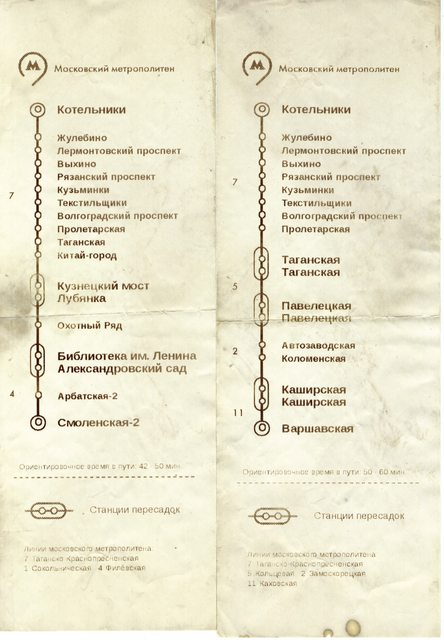 Московский метрополитен
Котельники
Жулебино
Лермонтовский проспект
Выхино
Рязанский проспект
Кузьминки
Текстильщики
Волгоградский проспект
Пролетарская
Таганская
Китай-город
7
Кузнецкий мост
Лубянка
Охотный Ряд
Библиотека им. Ленина
Александровский сад
4
Арбатская-2
Смоленская-2
Ориентировочное время в пути: 42 - 50 мин.
Станции пересадок
Линии московского метрополитена
7 Таганско-Краснопресненская
1 Сокольническая 4 Филёвская
Московский метрополитен
Котельники
Жулебино
Лермонтовский проспект
Выхино
Рязанский проспект
Кузьминки
Текстильщики
Волгоградский проспект
Пролетарская
7
Таганская
Таганская
5
Павелецкая
Павелецкая
2
Автозаводская
Коломенская
Каширская
Каширская
11
Варшавская
Ориентировочное время в пути: 50 - 60 мин.
Станции пересадок
Линии московского метрополитена
7 Таганско-Краснопресненская
5 Кольцевая 2 Замоскорецкая
11 Каховская